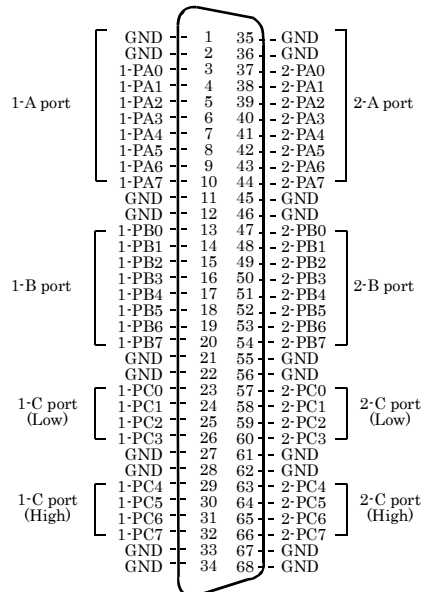 GND 1 35 GND
GND 2 36 GND
1-PA0 3 37 2-PA0
1-PA1 4 38 2-PA1
1-A port 1-PA2 5 39 2-PA2 2-A port
1-PA3 6 40 2-PA3
1-PA4 7 41 2-PA4
1-PA5 8 42 2-PA5
1-PA6 9 43 2-PA6
1-PA7 10 44 2-PA7
GND 11 45 GND
GND 12 46 GND
1-PB0 13 47 2-PB0
1-PB1 14 48 2-PB1
1-PB2 15 49 2-PB2
1-B port 1-PB3 16 50 2-PB3 2-B port
1-PB4 17 51 2-PB4
1-PB5 18 52 2-PB5
1-PB6 19 53 2-PB6
1-PB7 20 54 2-PB7
GND 21 55 GND
GND 22 56 GND
1-PC0 23 57 2-PC0
1-C port 1-PC1 24 58 2-PC1 2-C port
(Low) 1-PC2 25 59 2-PC2 (Low)
1-PC3 26 60 2-PC3
GND 27 61 GND
GND 28 62 GND
1-PC4 29 63 2-PC4
1-C port 1-PC5 30 64 2-PC5 2-C port
(High) 1-PC6 31 65 2-PC6 (High)
1-PC7 32 66 2-PC7
GND 33 67 GND
GND 34 68 GND